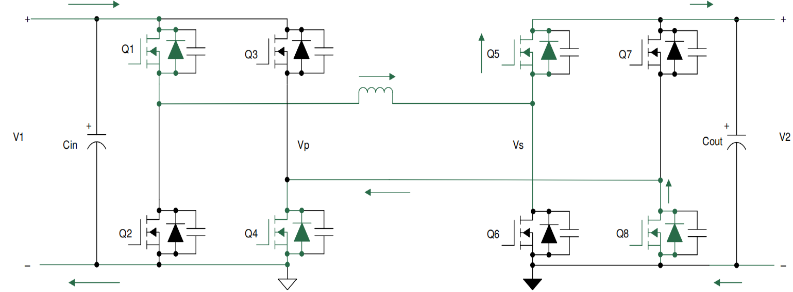 + +
Q1 Q3 Q5 Q7
+ +
V1 Cin Vp Vs Cout V2
Q2 Q4 Q6 Q8
− −